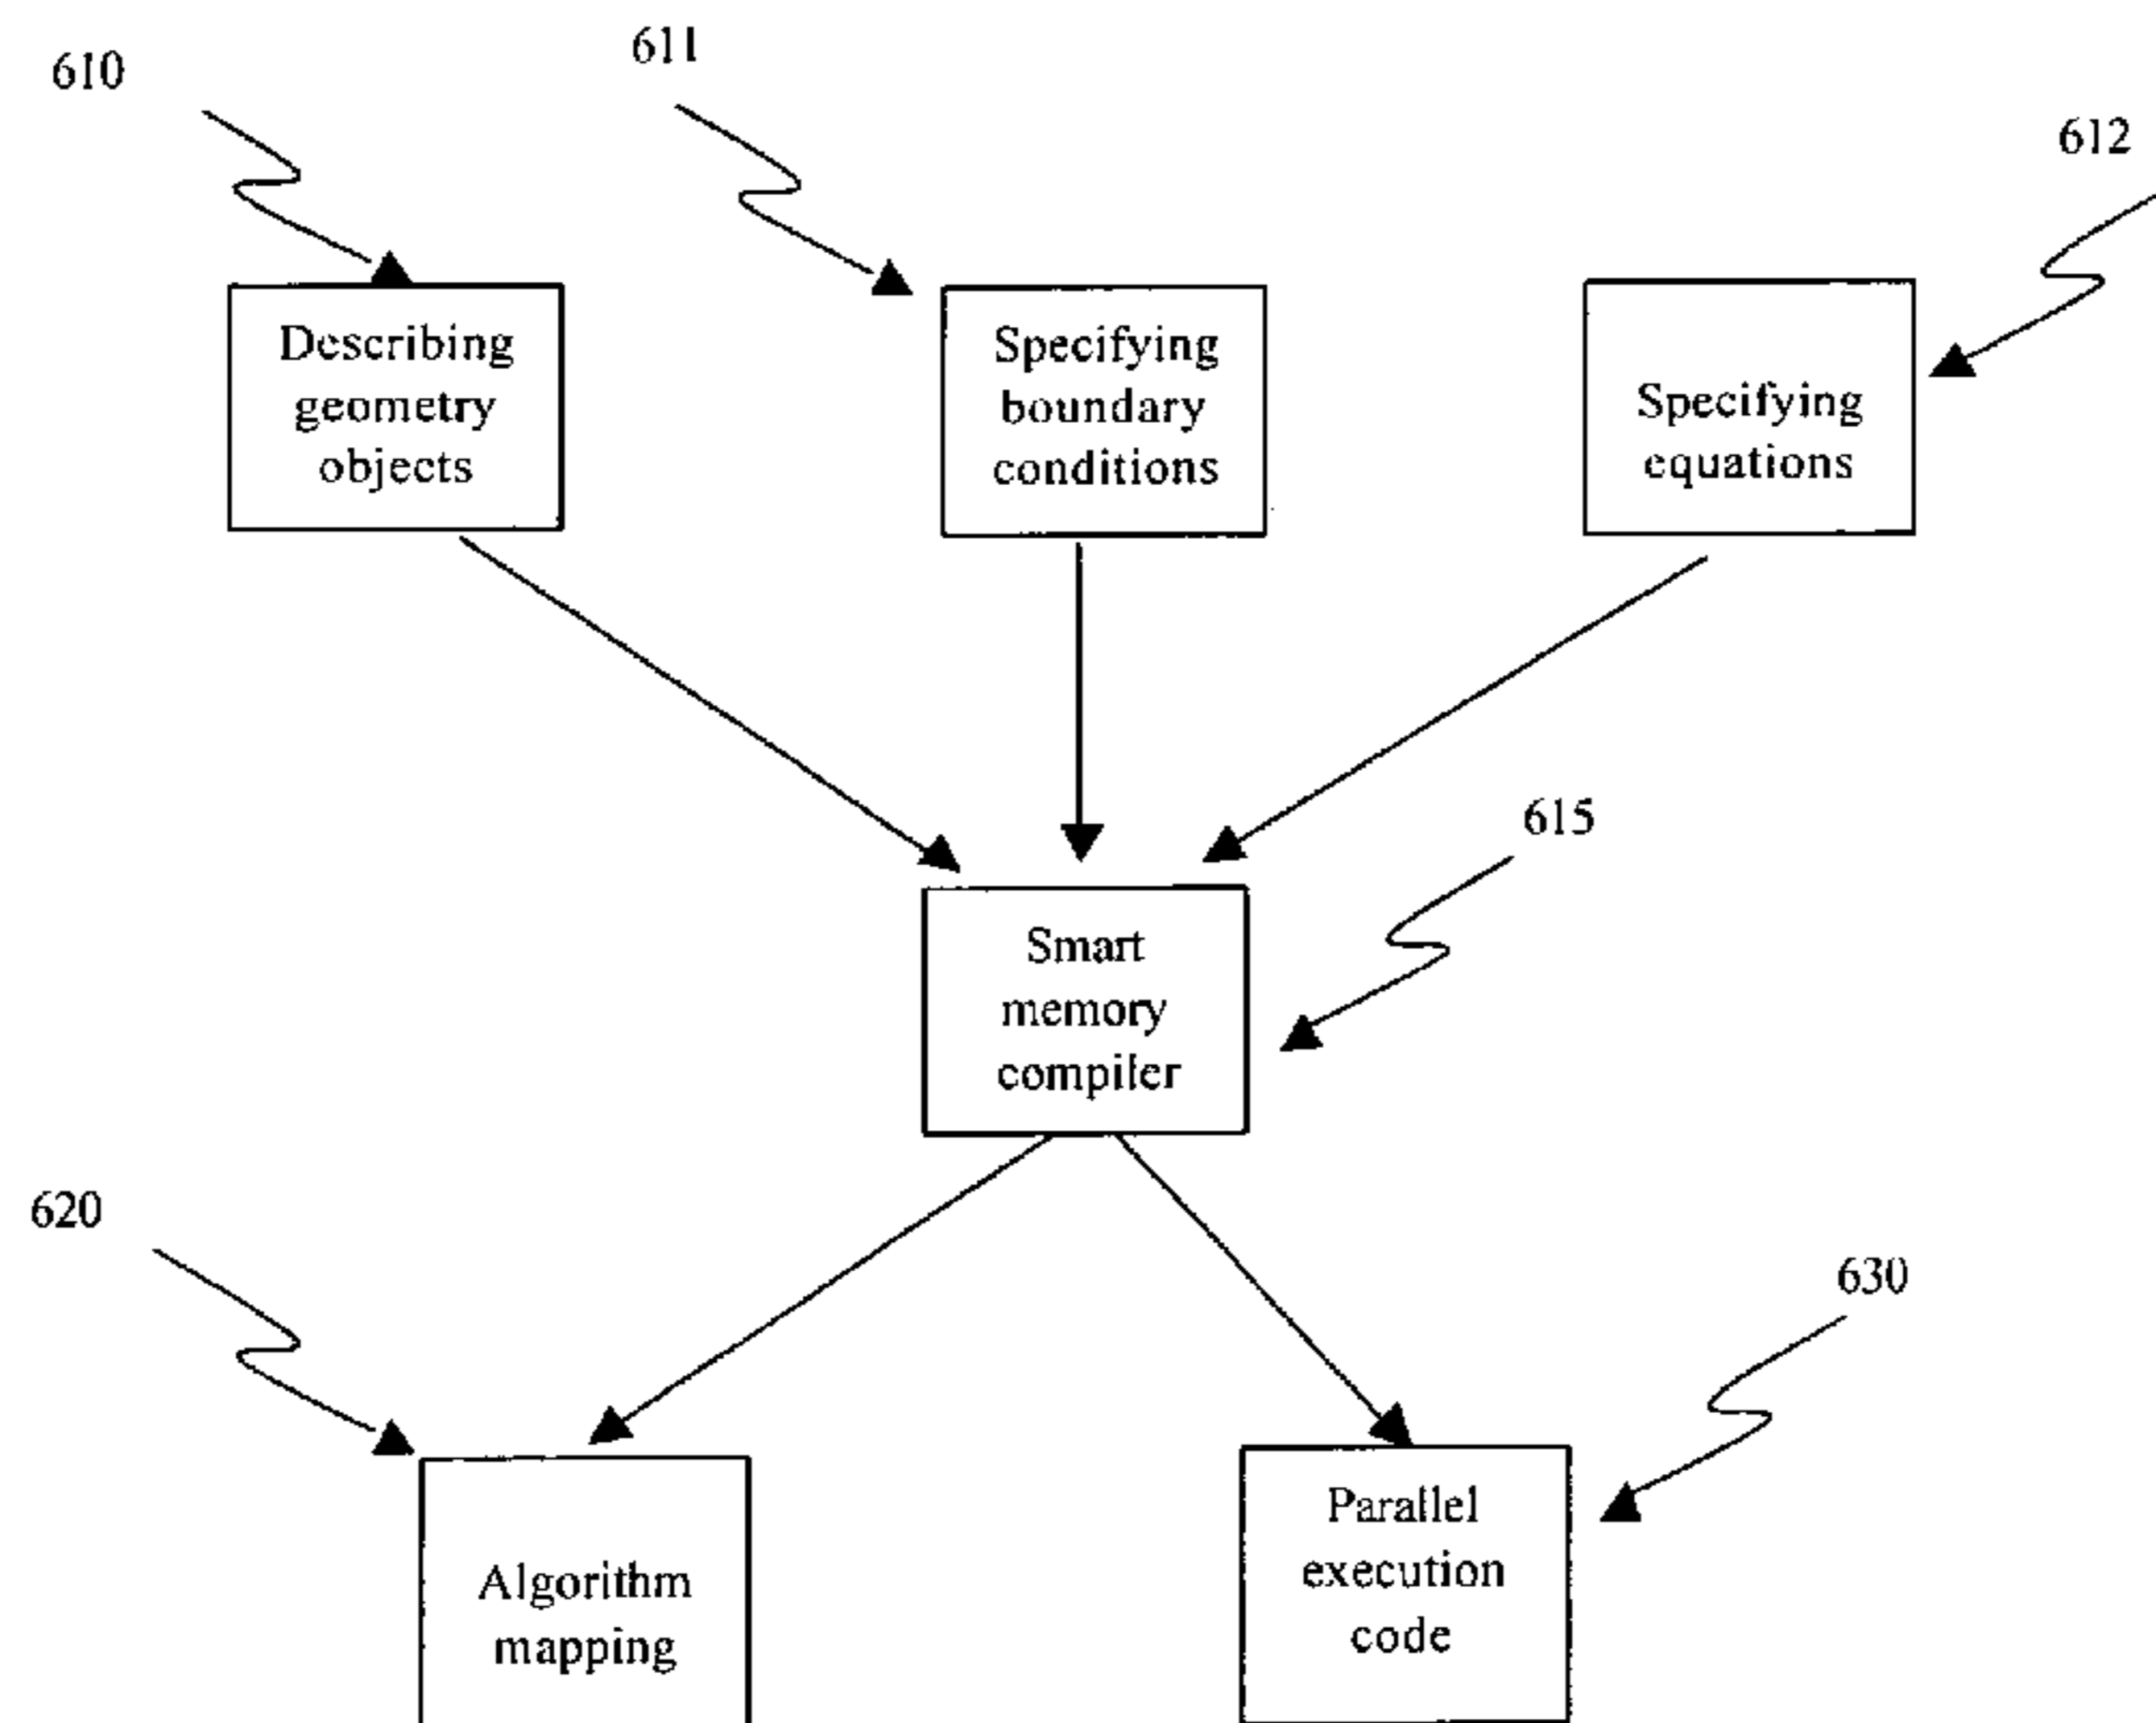 610
611
612
Describing
geometry
objects
Specifying
boundary
conditions
Specifying
equations
615
Smart
memory
compiler
620
630
Algorithm
mapping
Parallel
execution
code